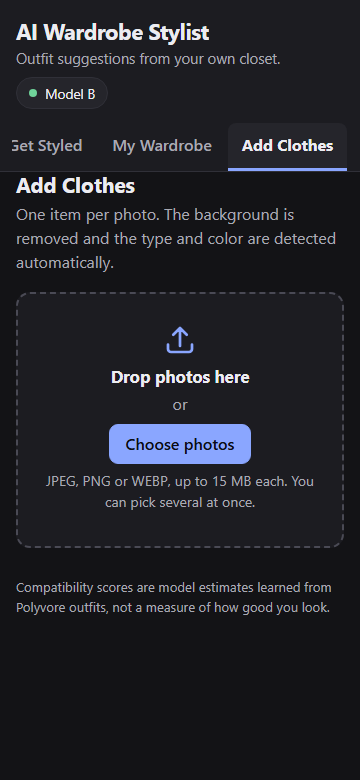 AI Wardrobe Stylist
Outfit suggestions from your own closet.
Model B
Get Styled My Wardrobe Add Clothes
Add Clothes
One item per photo. The background is
removed and the type and color are detected
automatically.
Drop photos here
or
Choose photos
JPEG, PNG or WEBP, up to 15 MB each. You
can pick several at once.
Compatibility scores are model estimates learned from
Polyvore outfits, not a measure of how good you look.